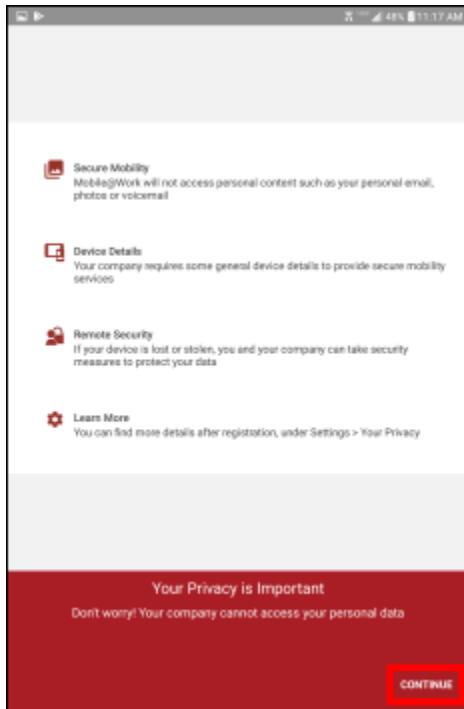 48% 11:17 AM
Secure Mobility
Mobile@Work will not access personal content such as your personal email,
photos or voicemail
Device Details
Your company requires some general device details to provide secure mobility
services
Remote Security
If your device is lost or stolen, you and your company can take security
measures to protect your data
Learn More
You can find more details after registration, under Settings > Your Privacy
Your Privacy is Important
Don't worry! Your company cannot access your personal data
CONTINUE